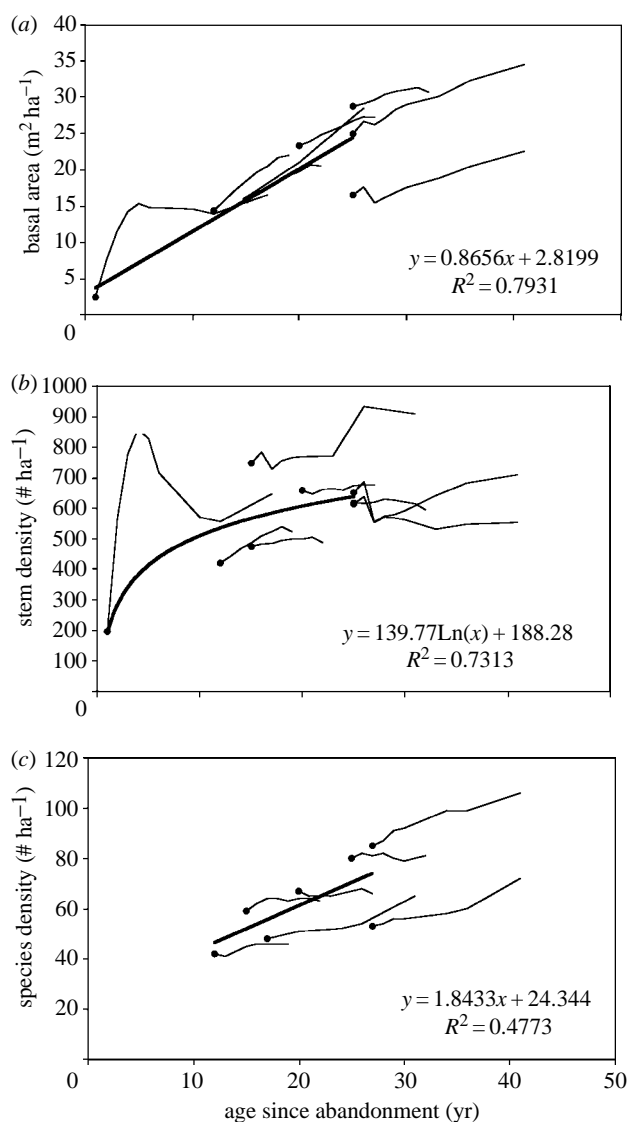 (a)
40
35
30
25
20
15
10
5
0
basal area (m² ha⁻¹)
y = 0.8656x + 2.8199
R² = 0.7931
(b)
1000
900
800
700
600
500
400
300
200
100
0
stem density (# ha⁻¹)
y = 139.77Ln(x) + 188.28
R² = 0.7313
(c)
120
100
80
60
40
20
species density (# ha⁻¹)
y = 1.8433x + 24.344
R² = 0.4773
0 10 20 30 40 50
age since abandonment (yr)